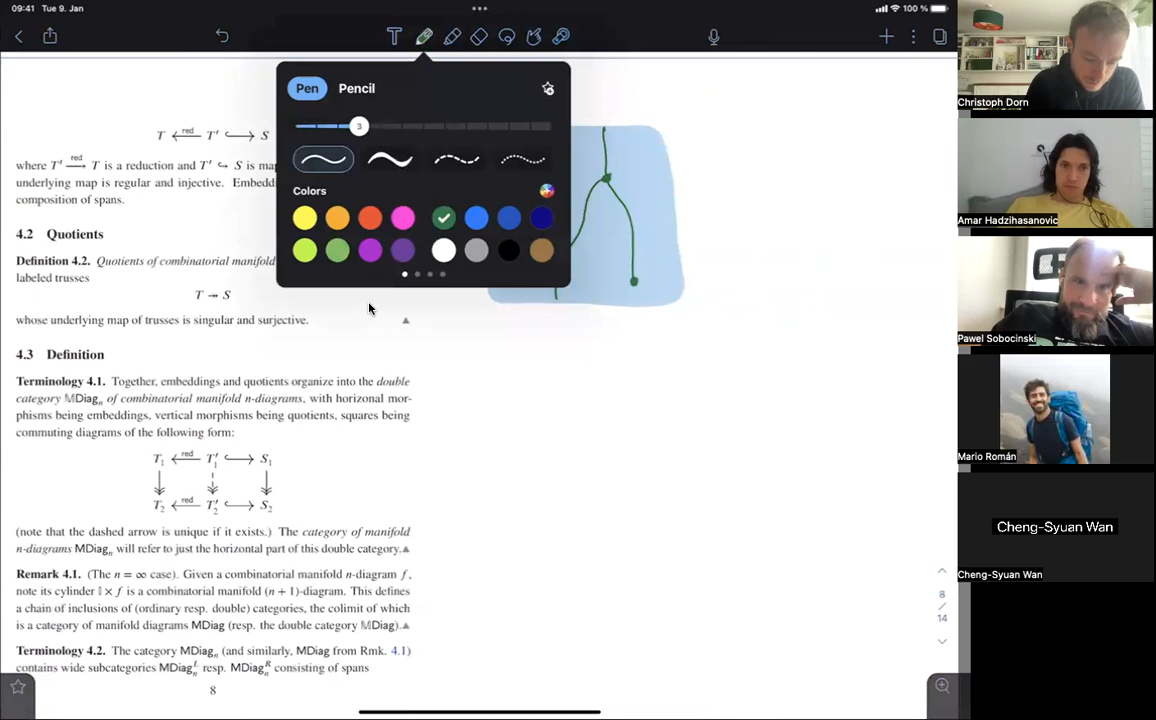 09:41 Tue 9. Jan
100 %
T
Pen
Pencil
3
Colors
T ←red T′ ↪ S
where T′ →red T is a reduction and T′ ↪ S is
underlying map is regular and injective.
composition of spans.
4.2 Quotients
Definition 4.2. Quotients of combinatorial manifold
labeled trusses
T ↠ S
whose underlying map of trusses is singular and surjective. ▲
4.3 Definition
Terminology 4.1. Together, embeddings and quotients organize into the double
category 𝕄Diagₙ of combinatorial manifold n-diagrams, with horizonal mor-
phisms being embeddings, vertical morphisms being quotients, squares being
commuting diagrams of the following form:
T₁ ←red T′₁ ↪ S₁
T₂ ←red T′₂ ↪ S₂
(note that the dashed arrow is unique if it exists.) The category of manifold
n-diagrams MDiagₙ will refer to just the horizontal part of this double category.▲
Remark 4.1. (The n = ∞ case). Given a combinatorial manifold n-diagram f,
note its cylinder 𝕀 × f is a combinatorial manifold (n + 1)-diagram. This defines
a chain of inclusions of (ordinary resp. double) categories, the colimit of which
is a category of manifold diagrams MDiag (resp. the double category 𝕄Diag).▲
Terminology 4.2. The category MDiagₙ (and similarly, MDiag from Rmk. 4.1)
contains wide subcategories MDiagₙᴸ resp. MDiagₙᴿ consisting of spans
8
8
/
14
Christoph Dorn
Amar Hadzihasanovic
Pawel Sobocinski
Mario Román
Cheng-Syuan Wan
Cheng-Syuan Wan